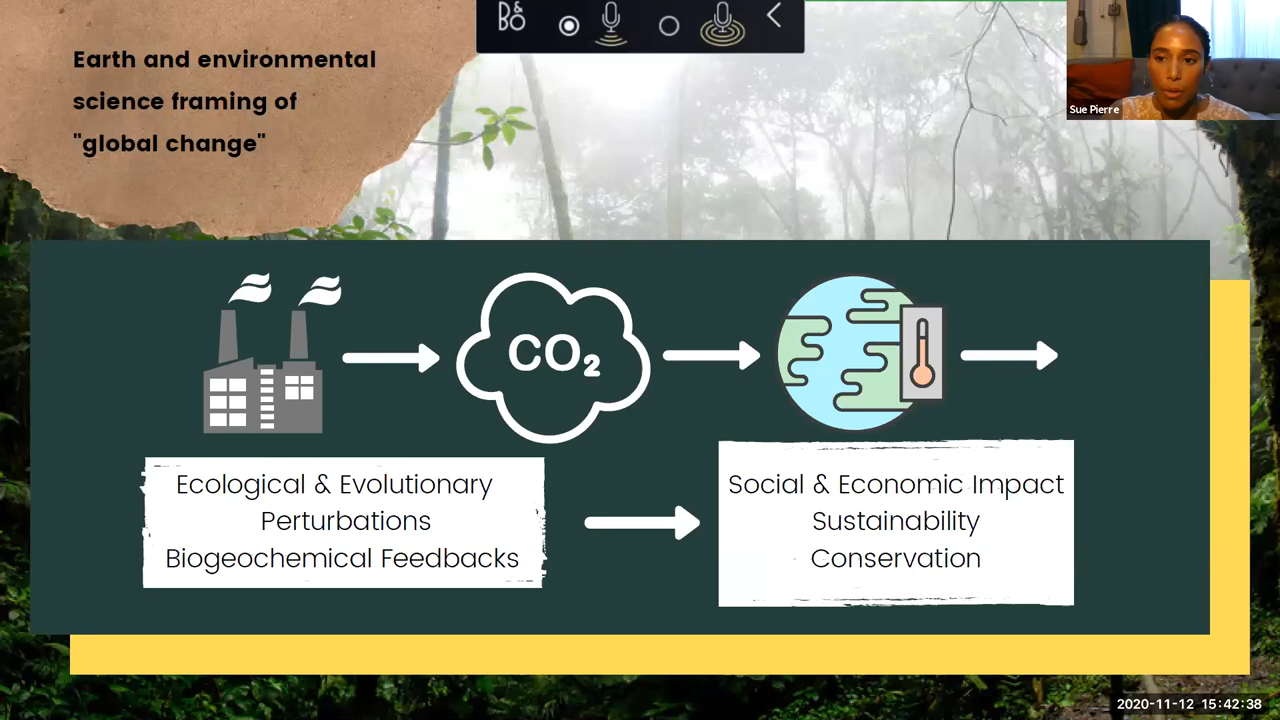 Earth and environmental
science framing of
"global change"
B&
BO
Sue Pierre
CO₂
Ecological & Evolutionary
Perturbations
Biogeochemical Feedbacks
Social & Economic Impact
Sustainability
Conservation
2020-11-12 15:42:38